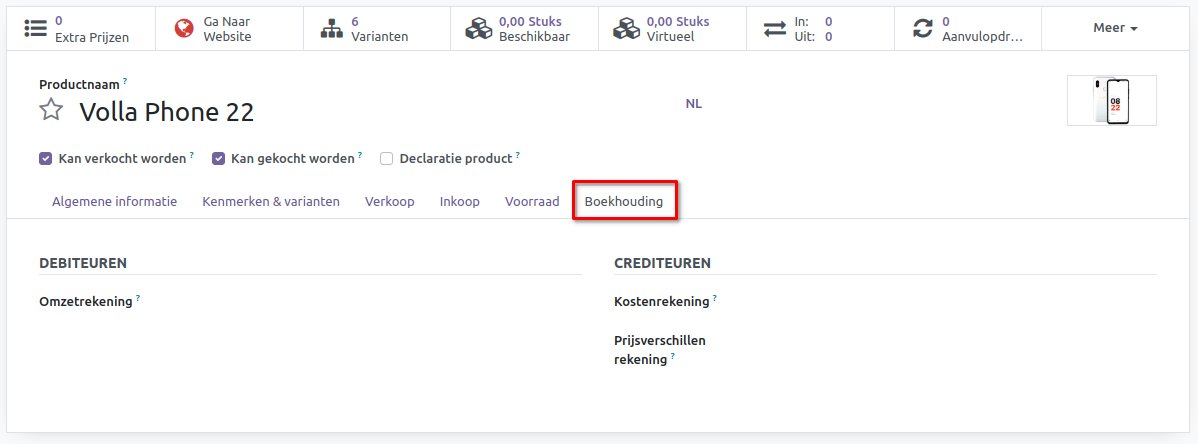 0
Extra Prijzen
Ga Naar
Website
6
Varianten
0,00 Stuks
Beschikbaar
0,00 Stuks
Virtueel
In: 0
Uit: 0
0
Aanvulopdr...
Meer
Productnaam ?
Volla Phone 22
NL
08
22
Kan verkocht worden ? Kan gekocht worden ? Declaratie product ?
Algemene informatie Kenmerken & varianten Verkoop Inkoop Voorraad Boekhouding
DEBITEUREN
Omzetrekening ?
CREDITEUREN
Kostenrekening ?
Prijsverschillen
rekening ?